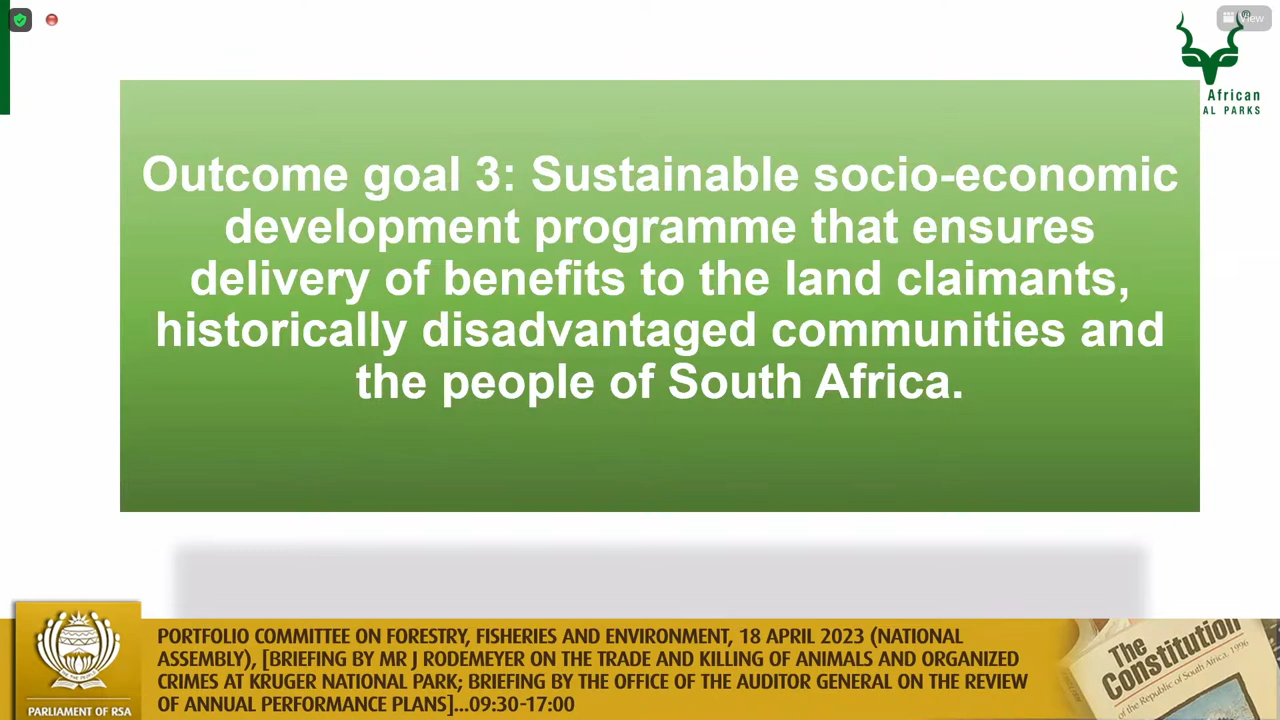 View
African
AL PARKS
Outcome goal 3: Sustainable socio-economic
development programme that ensures
delivery of benefits to the land claimants,
historically disadvantaged communities and
the people of South Africa.
PORTFOLIO COMMITTEE ON FORESTRY, FISHERIES AND ENVIRONMENT, 18 APRIL 2023 (NATIONAL
ASSEMBLY), [BRIEFING BY MR J RODEMEYER ON THE TRADE AND KILLING OF ANIMALS AND ORGANIZED
CRIMES AT KRUGER NATIONAL PARK; BRIEFING BY THE OFFICE OF THE AUDITOR GENERAL ON THE REVIEW
OF ANNUAL PERFORMANCE PLANS]...09:30-17:00
PARLIAMENT OF RSA
The
Constitution
of the Republic of South Africa, 1996